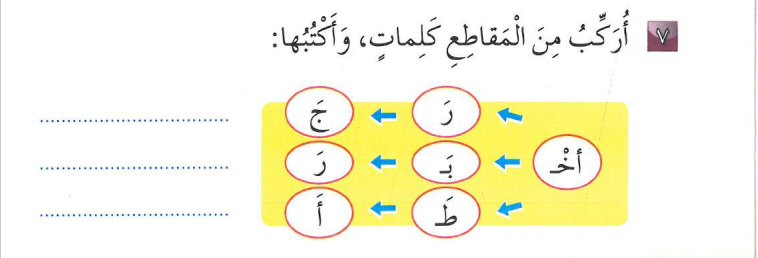 ٧ أُرَكِّبُ مِنَ الْمَقاطِعِ كَلِماتٍ، وَأَكْتُبُها:
رَ جَ
أَخْـ بَـ رَ
طَـ أَ